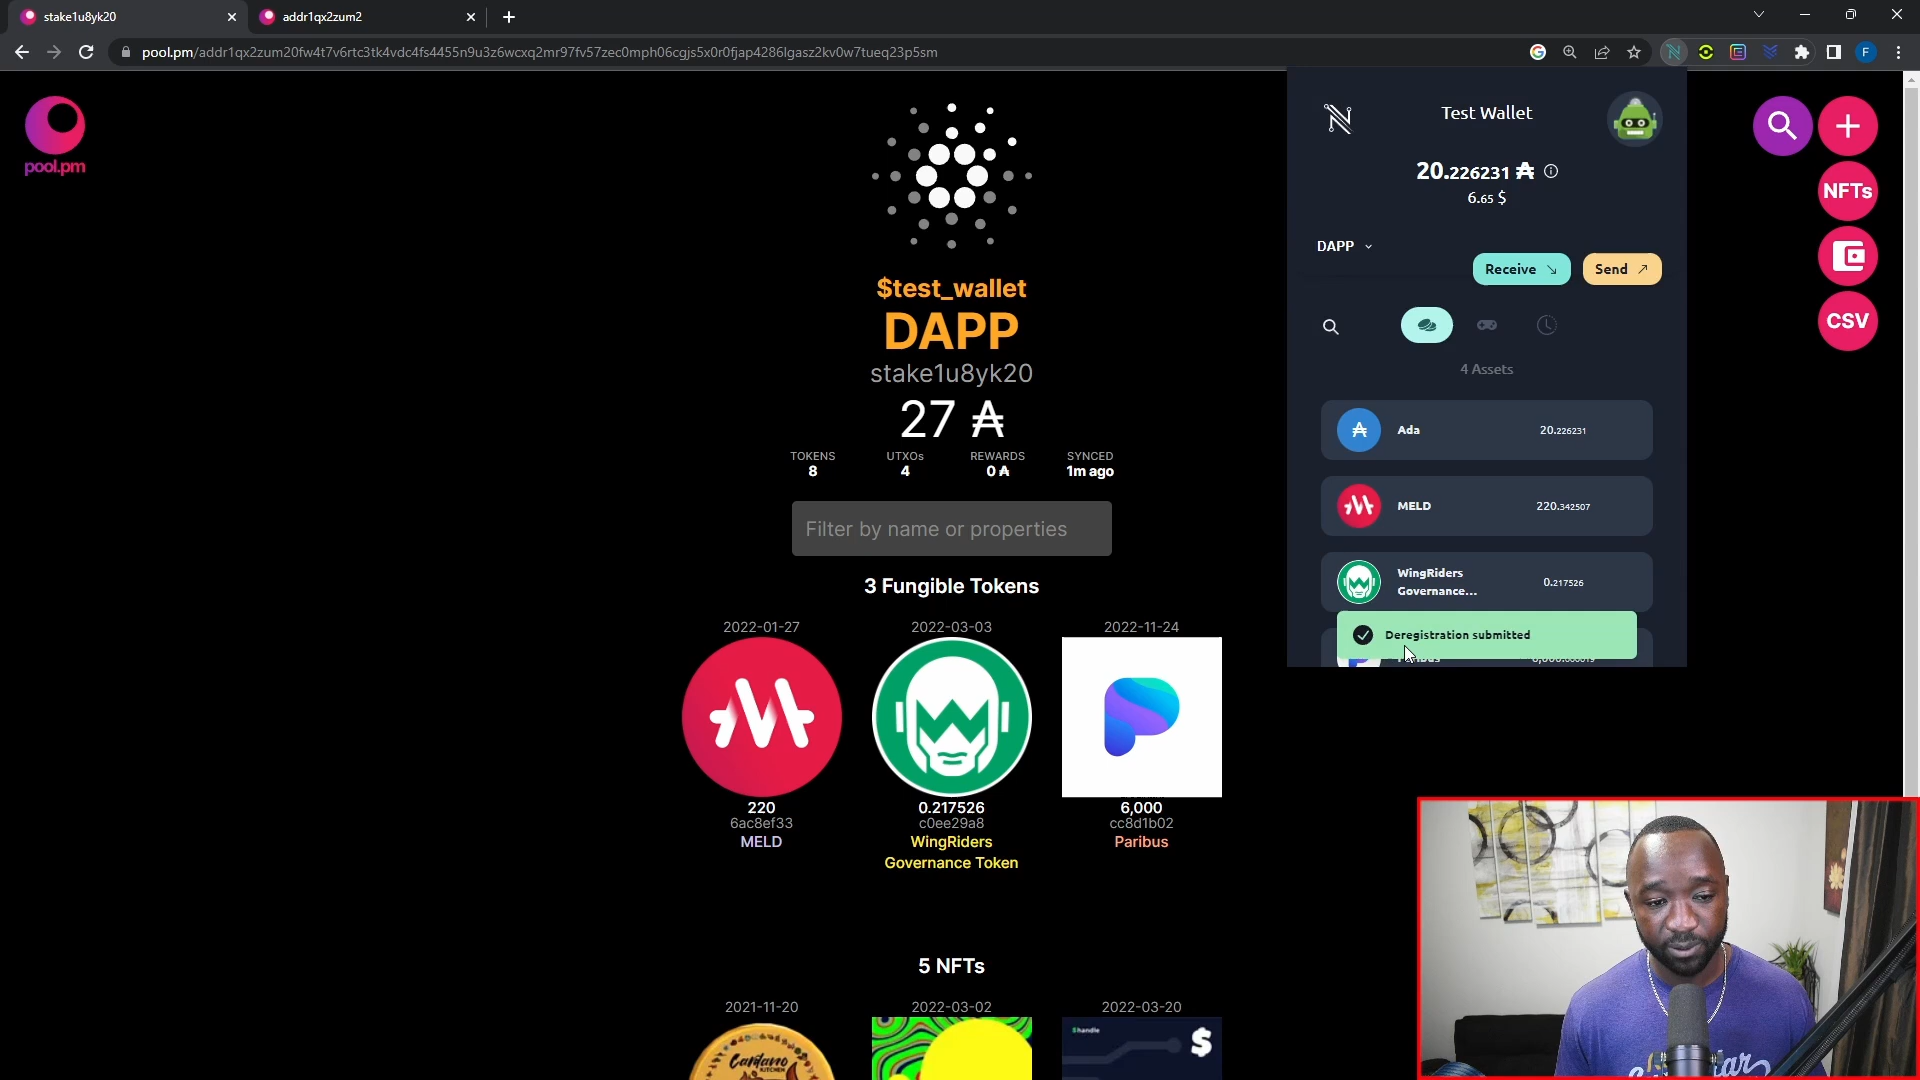 stake1u8yk20
addr1qx2zum2
pool.pm/addr1qx2zum20fw4t7v6rtc3tk4vdc4fs4455n9u3z6wcxq2mr97fv57zec0mph06cgjs5x0r0fjap4286lgasz2kv0w7tueq23p5sm
F
pool.pm
$test_wallet
DAPP
stake1u8yk20
27 ₳
TOKENS UTXOs REWARDS SYNCED
8 4 0 ₳ 1m ago
Filter by name or properties
3 Fungible Tokens
2022-01-27 2022-03-03 2022-11-24
220 0.217526 6,000
6ac8ef33 c0ee29a8 cc8d1b02
MELD WingRiders Paribus
Governance Token
5 NFTs
2021-11-20 2022-03-02 2022-03-20
Cardano
KITCHEN
$handle
$
Test Wallet
20.226231 ₳
6.65 $
DAPP
Receive
Send
4 Assets
Ada 20.226231
MELD 220.342507
WingRiders
Governance... 0.217526
Deregistration submitted
NFTs
CSV